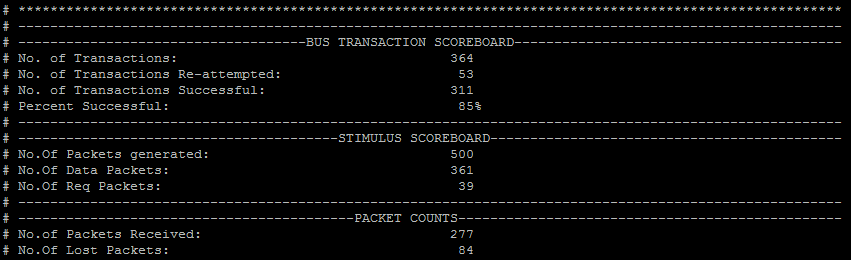 # *******************************************************************************************************
# -------------------------------------------------------------------------------------------------------
# ------------------------------------BUS TRANSACTION SCOREBOARD-----------------------------------------
# No. of Transactions:                                  364
# No. of Transactions Re-attempted:                      53
# No. of Transactions Successful:                       311
# Percent Successful:                                    85%
# -------------------------------------------------------------------------------------------------------
# ----------------------------------------STIMULUS SCOREBOARD--------------------------------------------
# No.Of Packets generated:                              500
# No.Of Data Packets:                                   361
# No.Of Req Packets:                                     39
# -------------------------------------------------------------------------------------------------------
# ------------------------------------------PACKET COUNTS------------------------------------------------
# No.of Packets Received:                               277
# No.Of Lost Packets:                                    84